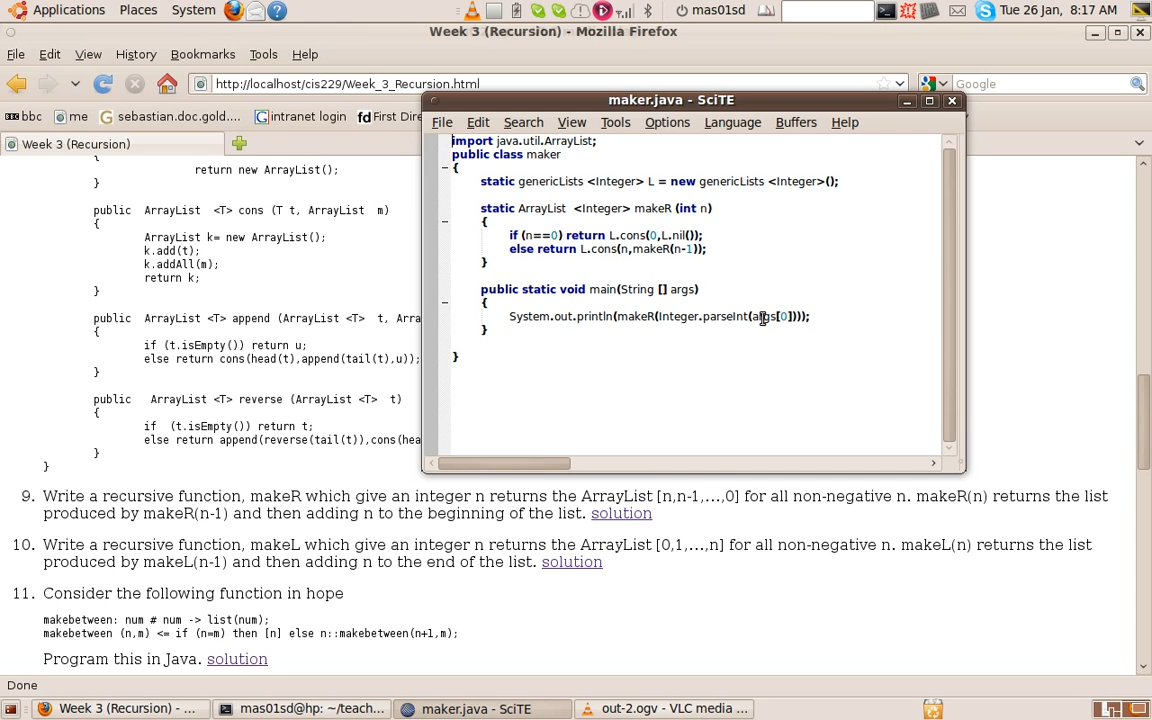 Applications Places System mas01sd Tue 26 Jan, 8:17 AM
Week 3 (Recursion) - Mozilla Firefox
File Edit View History Bookmarks Tools Help
http://localhost/cis229/Week_3_Recursion.html Google
bbc me sebastian.doc.gold.... intranet login First Dire
Week 3 (Recursion)
{
return new ArrayList();
}
public ArrayList <T> cons (T t, ArrayList m)
{
ArrayList k= new ArrayList();
k.add(t);
k.addAll(m);
return k;
}
public ArrayList <T> append (ArrayList <T> t, Arra
{
if (t.isEmpty()) return u;
else return cons(head(t),append(tail(t),u));
}
public ArrayList <T> reverse (ArrayList <T> t)
{
if (t.isEmpty()) return t;
else return append(reverse(tail(t)),cons(hea
}
}
maker.java - SciTE
File Edit Search View Tools Options Language Buffers Help
import java.util.ArrayList;
public class maker
{
static genericLists <Integer> L = new genericLists <Integer>();
static ArrayList <Integer> makeR (int n)
{
if (n==0) return L.cons(0,L.nil());
else return L.cons(n,makeR(n-1));
}
public static void main(String [] args)
{
System.out.println(makeR(Integer.parseInt(args[0])));
}
}
9. Write a recursive function, makeR which give an integer n returns the ArrayList [n,n-1,...,0] for all non-negative n. makeR(n) returns the list
produced by makeR(n-1) and then adding n to the beginning of the list. solution
10. Write a recursive function, makeL which give an integer n returns the ArrayList [0,1,...,n] for all non-negative n. makeL(n) returns the list
produced by makeL(n-1) and then adding n to the end of the list. solution
11. Consider the following function in hope
makebetween: num # num -> list(num);
makebetween (n,m) <= if (n=m) then [n] else n::makebetween(n+1,m);
Program this in Java. solution
Done
Week 3 (Recursion) - ... mas01sd@hp: ~/teach... maker.java - SciTE out-2.ogv - VLC media ...